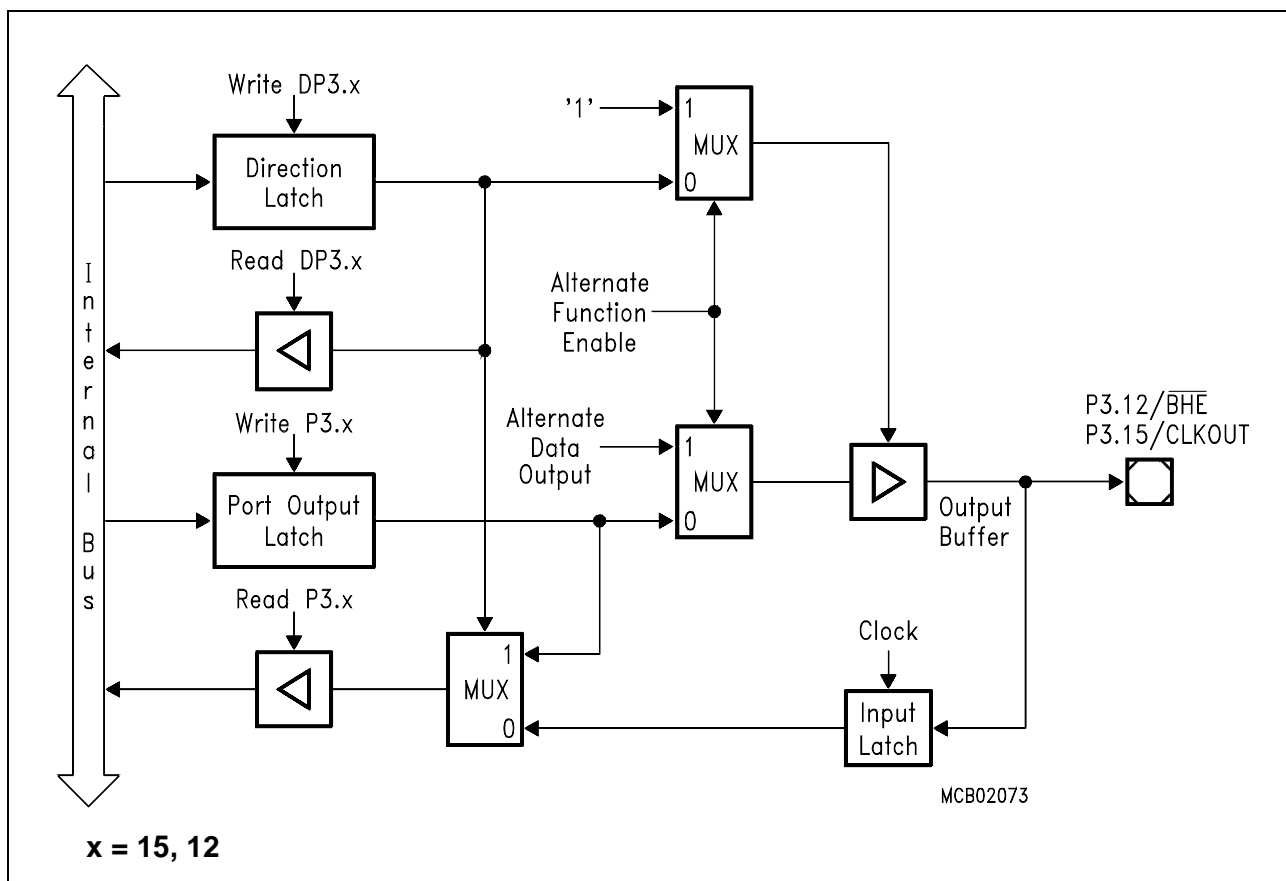 Write DP3.x
Direction
Latch
Read DP3.x
Write P3.x
Port Output
Latch
Read P3.x
Internal Bus
'1'
1
MUX
0
Alternate
Function
Enable
Alternate
Data
Output
1
MUX
0
1
MUX
0
P3.12/B̅H̅E̅
P3.15/CLKOUT
Output
Buffer
Clock
Input
Latch
MCB02073
x = 15, 12